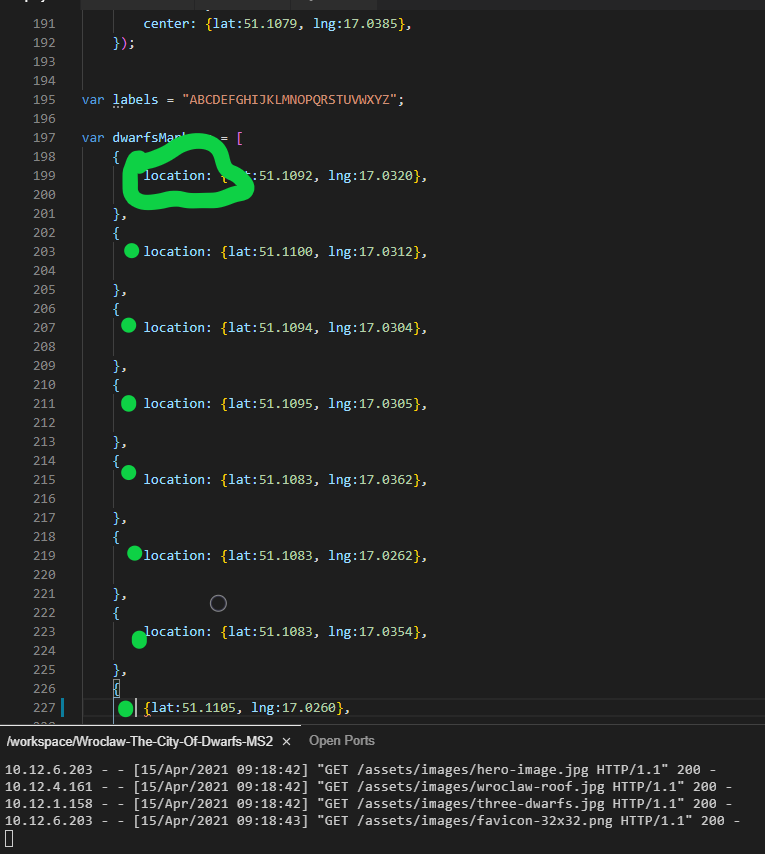 191 center: {lat:51.1079, lng:17.0385},
192 });
193
194
195 var labels = "ABCDEFGHIJKLMNOPQRSTUVWXYZ";
196
197 var dwarfsMa = [
198 {
199 location: { :51.1092, lng:17.0320},
200
201 },
202 {
203 location: {lat:51.1100, lng:17.0312},
204
205 },
206 {
207 location: {lat:51.1094, lng:17.0304},
208
209 },
210 {
211 location: {lat:51.1095, lng:17.0305},
212
213 },
214 {
215 location: {lat:51.1083, lng:17.0362},
216
217 },
218 {
219 location: {lat:51.1083, lng:17.0262},
220
221 },
222 {
223 location: {lat:51.1083, lng:17.0354},
224
225 },
226 {
227 {lat:51.1105, lng:17.0260},
/workspace/Wroclaw-The-City-Of-Dwarfs-MS2 × Open Ports
10.12.6.203 - - [15/Apr/2021 09:18:42] "GET /assets/images/hero-image.jpg HTTP/1.1" 200 -
10.12.4.161 - - [15/Apr/2021 09:18:42] "GET /assets/images/wroclaw-roof.jpg HTTP/1.1" 200 -
10.12.1.158 - - [15/Apr/2021 09:18:42] "GET /assets/images/three-dwarfs.jpg HTTP/1.1" 200 -
10.12.6.203 - - [15/Apr/2021 09:18:43] "GET /assets/images/favicon-32x32.png HTTP/1.1" 200 -